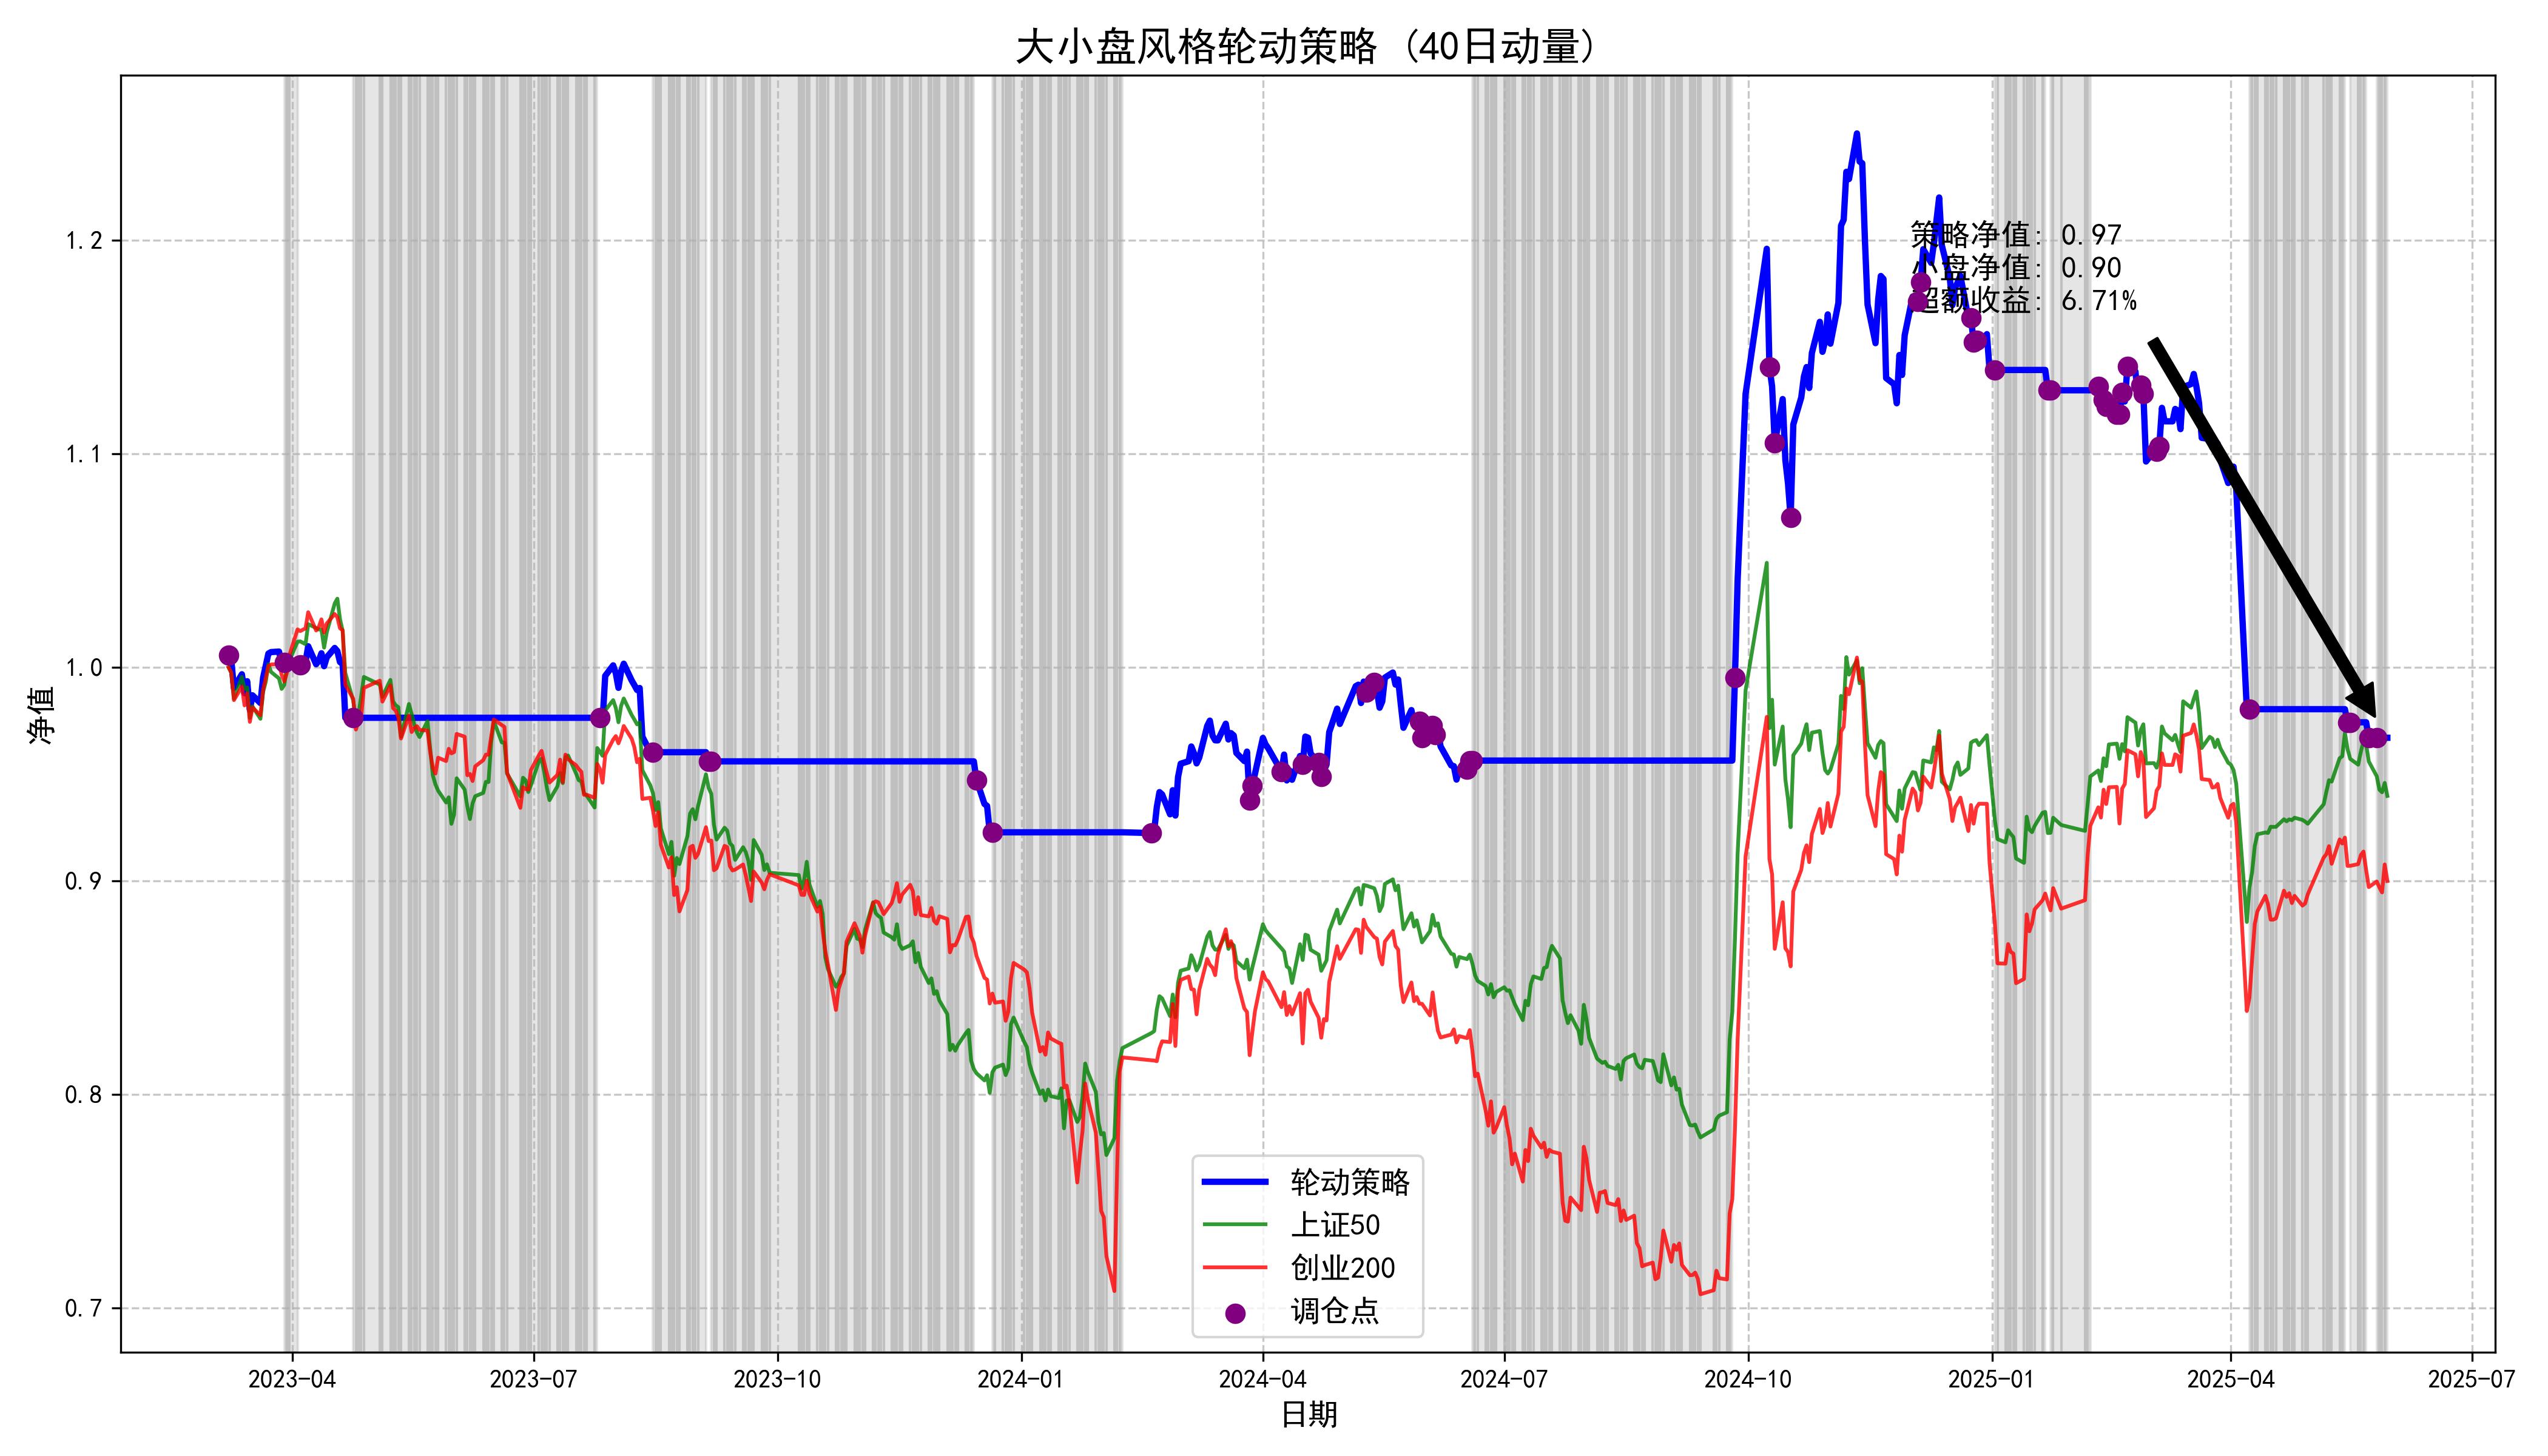 大小盘风格轮动策略 (40日动量)
净值
1.2
1.1
1.0
0.9
0.8
0.7
策略净值: 0.97
小盘净值: 0.90
超额收益: 6.71%
轮动策略
上证50
创业200
调仓点
2023-04
2023-07
2023-10
2024-01
2024-04
2024-07
2024-10
2025-01
2025-04
2025-07
日期